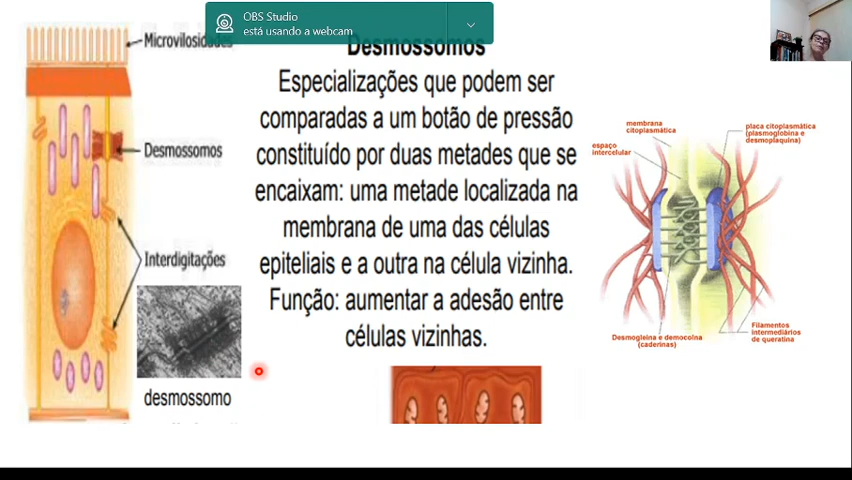 OBS Studio
está usando a webcam
Microvilosidades
Desmossomos
Desmossomos
Interdigitações
desmossomo
Especializações que podem ser
comparadas a um botão de pressão
constituído por duas metades que se
encaixam: uma metade localizada na
membrana de uma das células
epiteliais e a outra na célula vizinha.
Função: aumentar a adesão entre
células vizinhas.
membrana
citoplasmática
espaço
intercelular
placa citoplasmática
(plasmoglobina e
desmoplaquina)
Desmogleina e democolna
(caderinas)
Filamentos
intermediários
de queratina